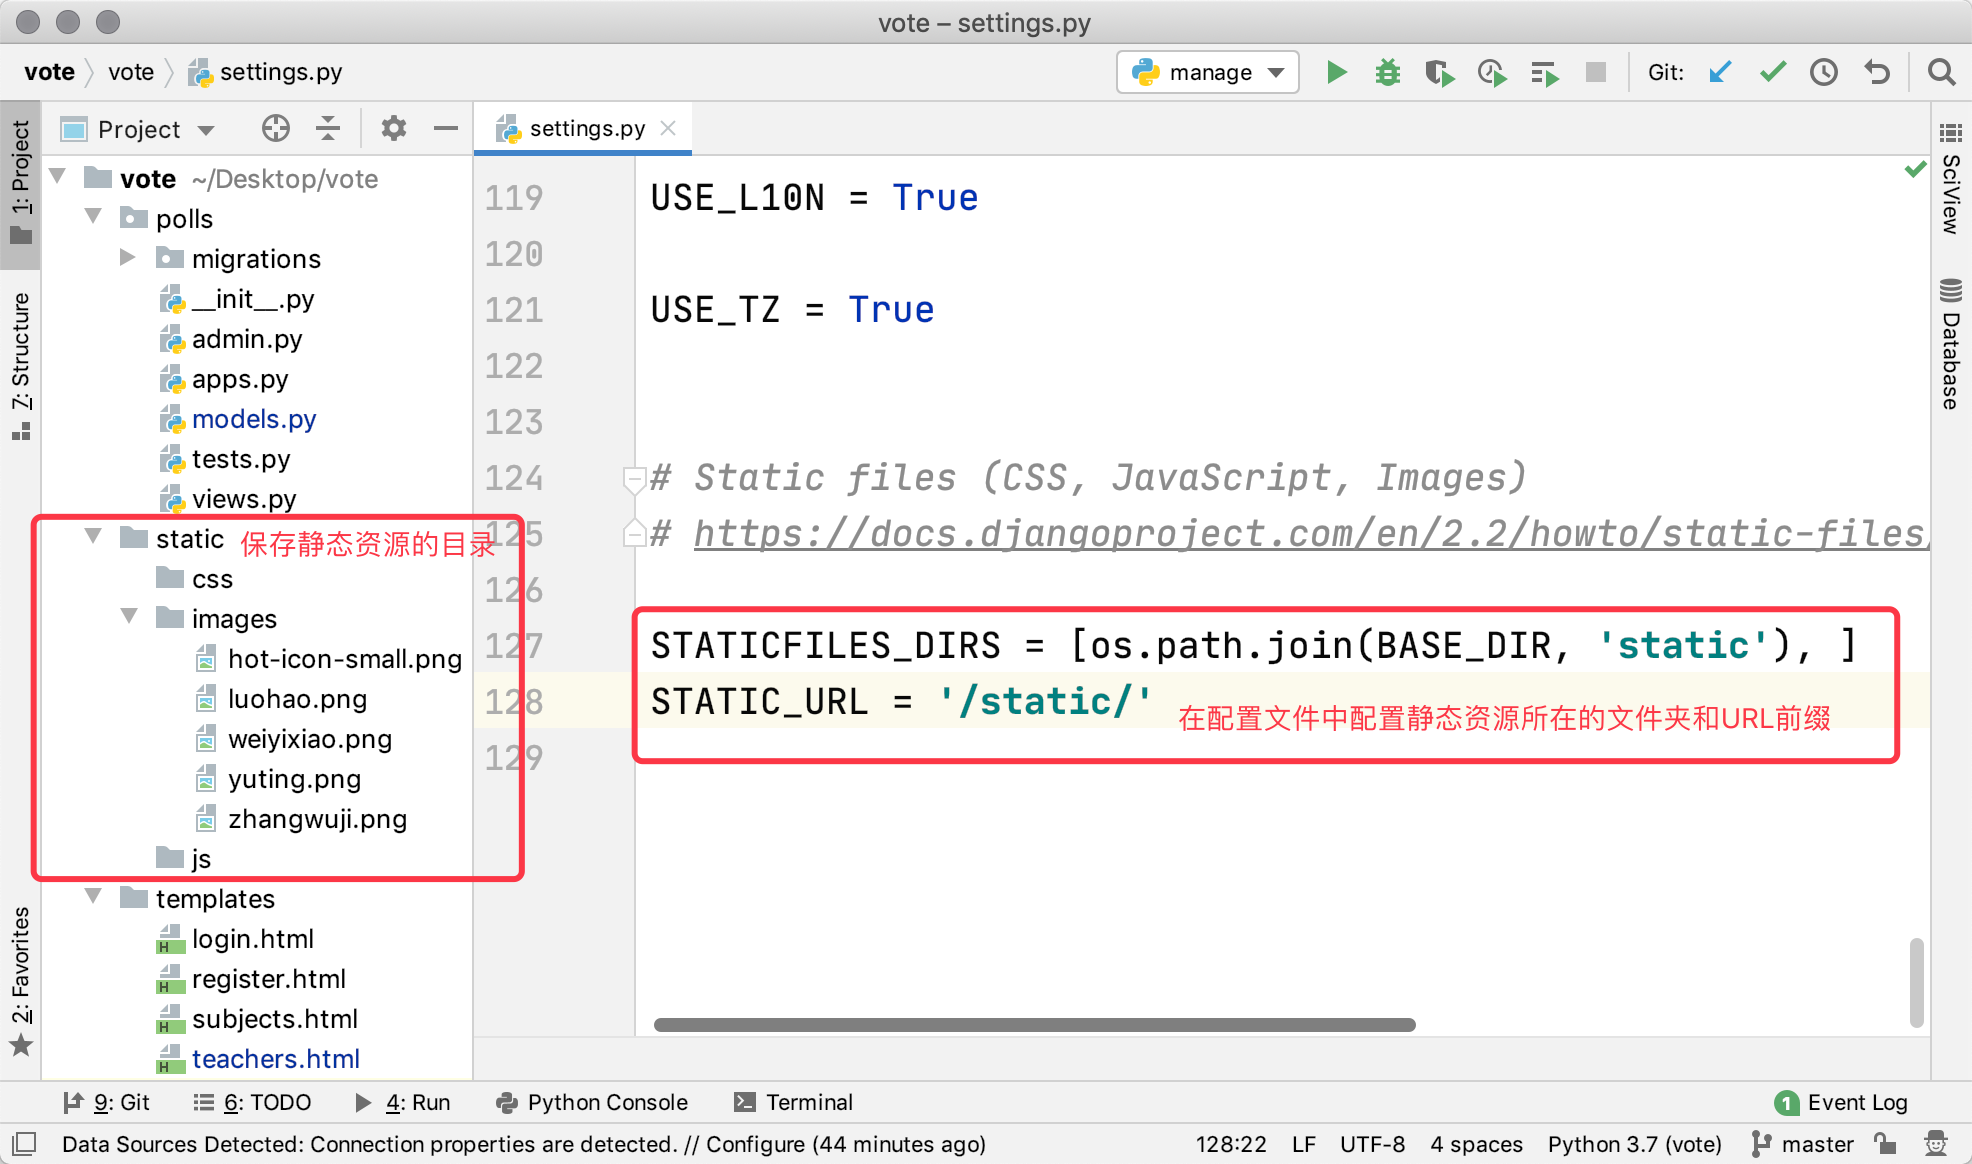 vote – settings.py
vote vote settings.py manage Git:
1: Project
7: Structure
2: Favorites
Project
vote ~/Desktop/vote
polls
migrations
__init__.py
admin.py
apps.py
models.py
tests.py
views.py
static 保存静态资源的目录
css
images
hot-icon-small.png
luohao.png
weiyixiao.png
yuting.png
zhangwuji.png
js
templates
login.html
register.html
subjects.html
teachers.html
settings.py
119 USE_L10N = True
120
121 USE_TZ = True
122
123
124 # Static files (CSS, JavaScript, Images)
125 # https://docs.djangoproject.com/en/2.2/howto/static-files/
126
127 STATICFILES_DIRS = [os.path.join(BASE_DIR, 'static'), ]
128 STATIC_URL = '/static/'
在配置文件中配置静态资源所在的文件夹和URL前缀
129
SciView
Database
9: Git 6: TODO 4: Run Python Console Terminal 1 Event Log
Data Sources Detected: Connection properties are detected. // Configure (44 minutes ago) 128:22 LF UTF-8 4 spaces Python 3.7 (vote) master